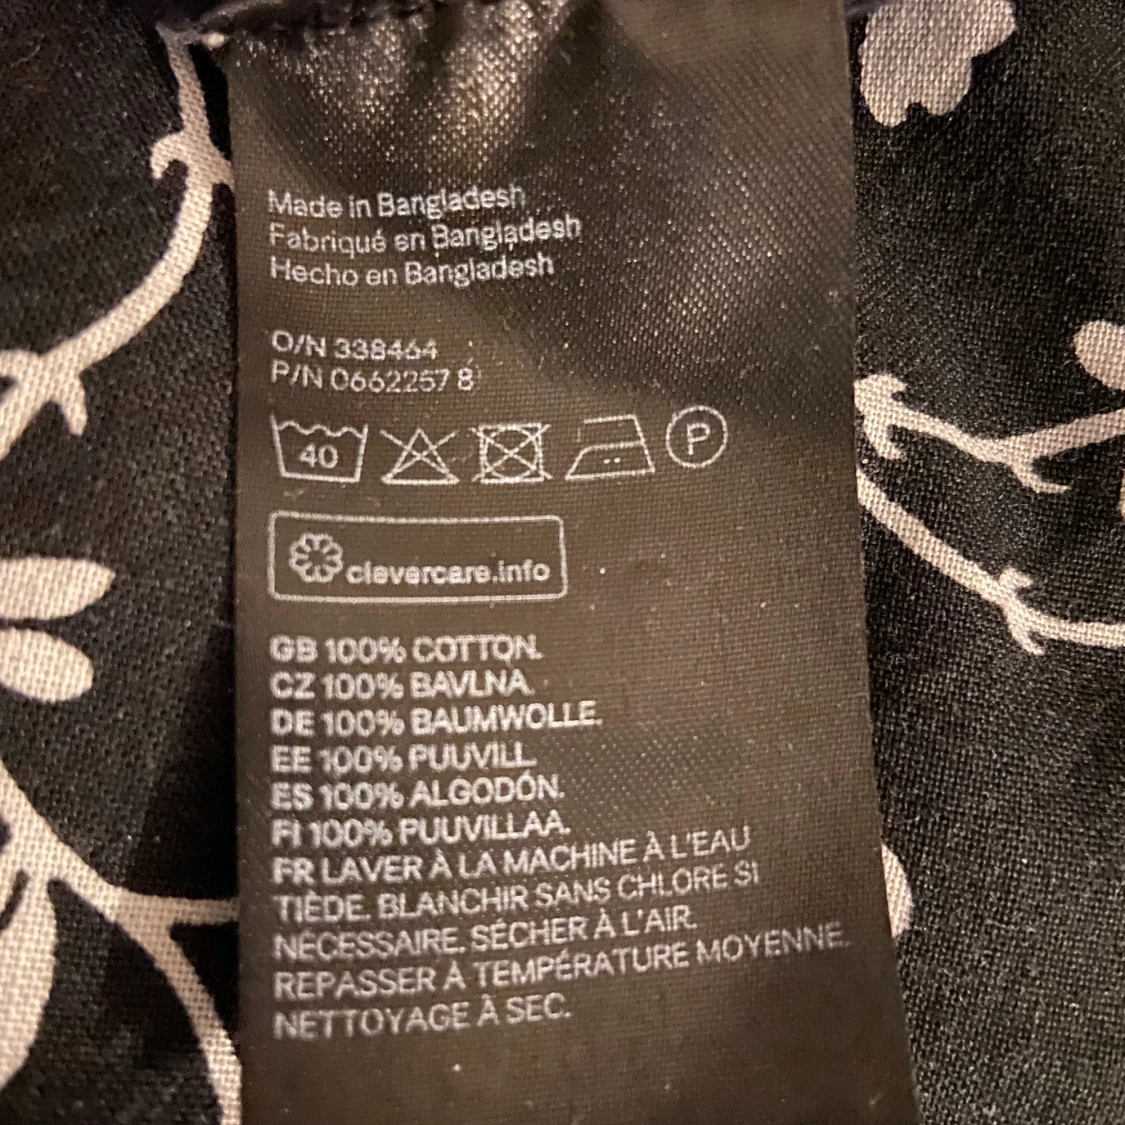 Made in Bangladesh
Fabriqué en Bangladesh
Hecho en Bangladesh
O/N 338464
P/N 0662257 8
40 P
clevercare.info
GB 100% COTTON.
CZ 100% BAVLNA.
DE 100% BAUMWOLLE.
EE 100% PUUVILL.
ES 100% ALGODÓN.
FI 100% PUUVILLAA.
FR LAVER À LA MACHINE À L'EAU
TIÈDE. BLANCHIR SANS CHLORE SI
NÉCESSAIRE. SÉCHER À L'AIR.
REPASSER À TEMPÉRATURE MOYENNE.
NETTOYAGE À SEC.